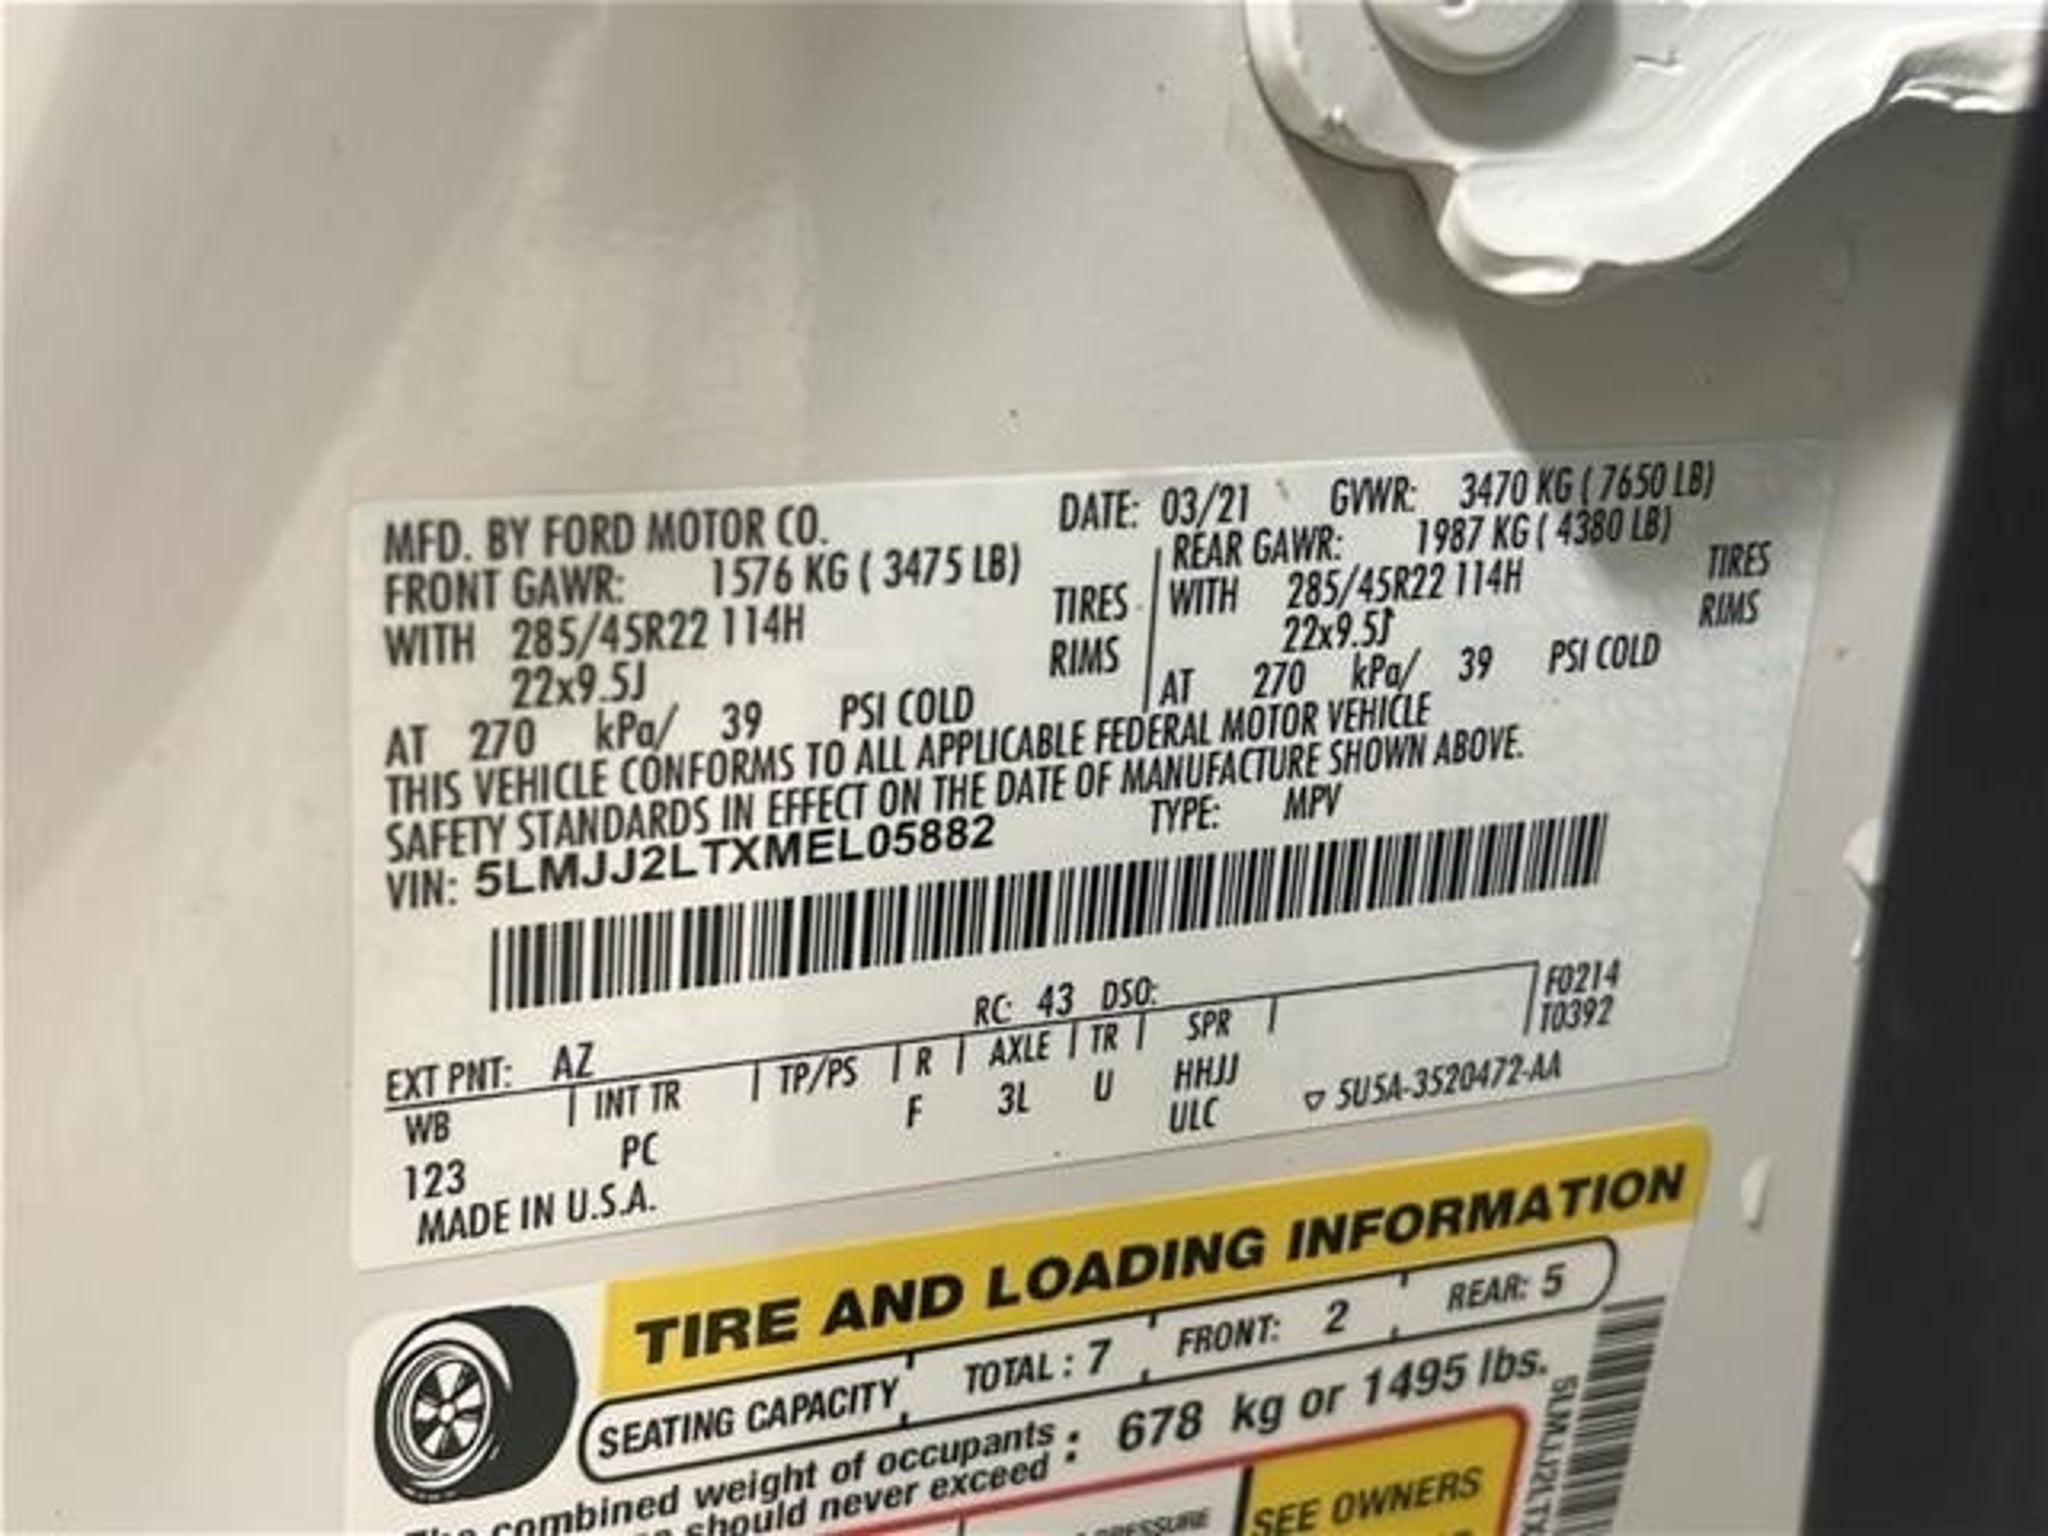 MFD. BY FORD MOTOR CO. DATE: 03/21 GVWR: 3470 KG ( 7650 LB)
FRONT GAWR: 1576 KG ( 3475 LB) REAR GAWR: 1987 KG ( 4380 LB)
WITH 285/45R22 114H TIRES WITH 285/45R22 114H TIRES
22x9.5J RIMS 22x9.5J RIMS
AT 270 kPa/ 39 PSI COLD AT 270 kPa/ 39 PSI COLD
THIS VEHICLE CONFORMS TO ALL APPLICABLE FEDERAL MOTOR VEHICLE
SAFETY STANDARDS IN EFFECT ON THE DATE OF MANUFACTURE SHOWN ABOVE.
VIN: 5LMJJ2LTXMEL05882 TYPE: MPV
EXT PNT: AZ RC: 43 DSO: F0214
WB INT TR TP/PS R AXLE TR SPR T0392
123 PC F 3L U HHJJ
ULC ▽ 5U5A-3520472-AA
MADE IN U.S.A.
TIRE AND LOADING INFORMATION
SEATING CAPACITY TOTAL : 7 FRONT: 2 REAR: 5
The combined weight of occupants
should never exceed : 678 kg or 1495 lbs.
PRESSURE
SEE OWNERS
5LMJJ2LTX